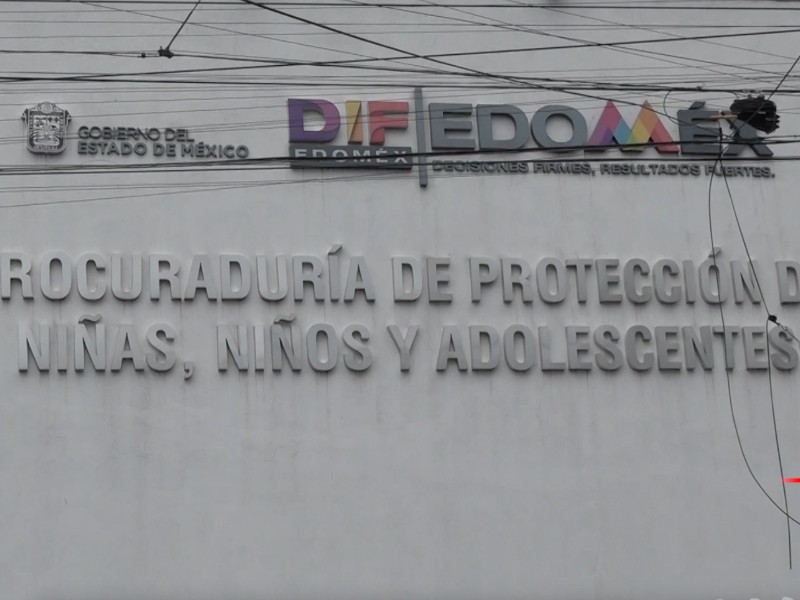 GOBIERNO DEL
ESTADO DE MÉXICO
DIF
EDOMÉX
EDOMÉX
DECISIONES FIRMES, RESULTADOS FUERTES.
ROCURADURÍA DE PROTECCIÓN D
NIÑAS, NIÑOS Y ADOLESCENTES